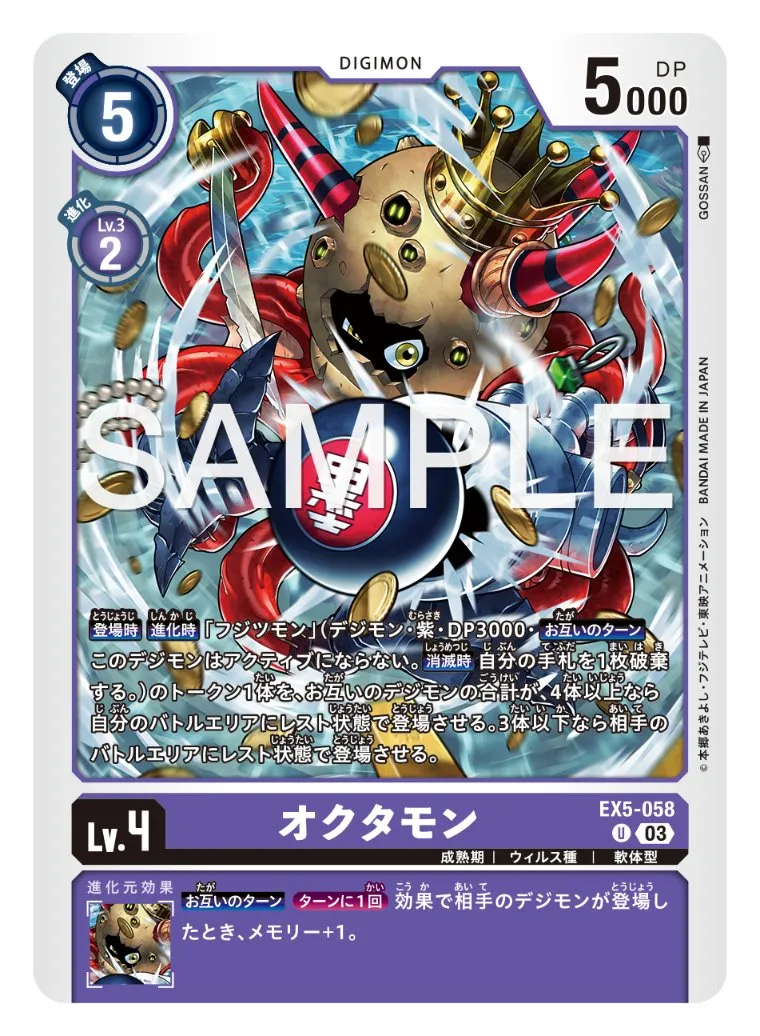 DIGIMON
登場
5
DP
5000
進化
Lv.3
2
GOSSAN
SAMPLE
墨
登場時 進化時 「フジツモン」(デジモン・紫・DP3000・ お互いのターン
このデジモンはアクティブにならない。 消滅時 自分の手札を1枚破棄
する。)のトークン1体を、お互いのデジモンの合計が、4体以上なら
自分のバトルエリアにレスト状態で登場させる。3体以下なら相手の
バトルエリアにレスト状態で登場させる。
© 本郷あきよし・フジテレビ・東映アニメーション BANDAI MADE IN JAPAN
Lv.4
オクタモン
EX5-058
U 03
成熟期 | ウィルス種 | 軟体型
進化元効果
お互いのターン ターンに1回 効果で相手のデジモンが登場し
たとき、メモリー+1。